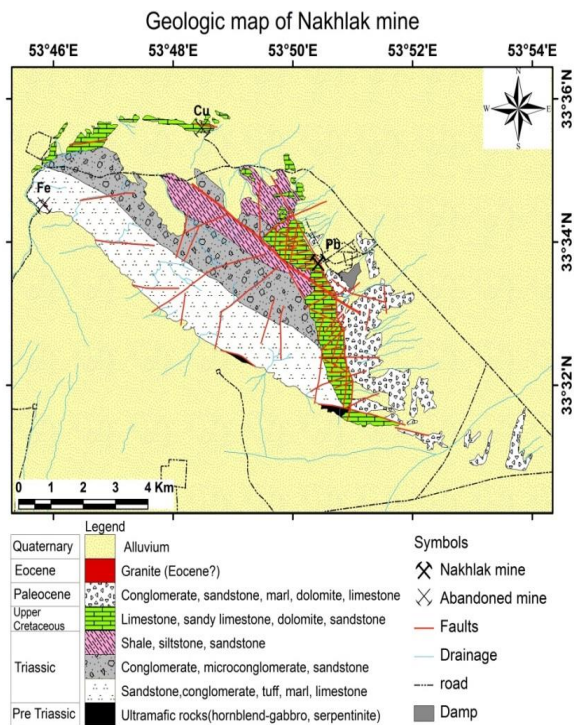 Geologic map of Nakhlak mine
53°46'E 53°48'E 53°50'E 53°52'E 53°54'E
33°36'N
33°34'N
33°32'N
N
W E
S
Cu
Fe
Pb
0 1 2 3 4 Km
Legend
Quaternary Alluvium
Eocene Granite (Eocene?)
Paleocene Conglomerate, sandstone, marl, dolomite, limestone
Upper
Cretaceous Limestone, sandy limestone, dolomite, sandstone
Shale, siltstone, sandstone
Triassic Conglomerate, microconglomerate, sandstone
Sandstone,conglomerate, tuff, marl, limestone
Pre Triassic Ultramafic rocks(hornblend-gabbro, serpentinite)
Symbols
Nakhlak mine
Abandoned mine
Faults
Drainage
road
Damp